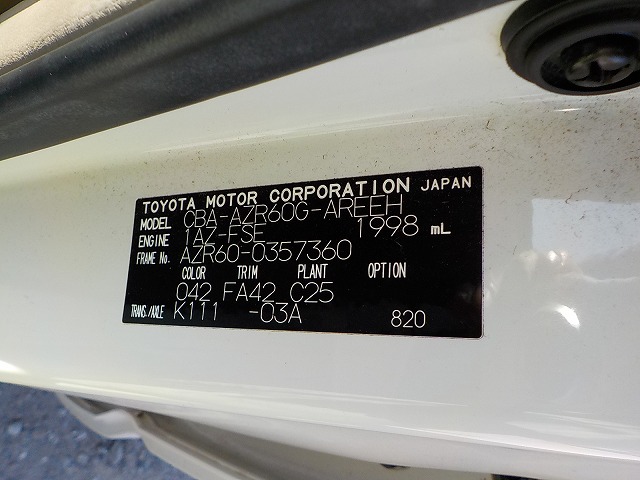 TOYOTA MOTOR CORPORATION JAPAN
MODEL CBA-AZR60G-AREEH
ENGINE 1AZ-FSE 1998 mL
FRAME No. AZR60-0357360
COLOR TRIM PLANT OPTION
042 FA42 C25
TRANS./AXLE K111 -03A 820